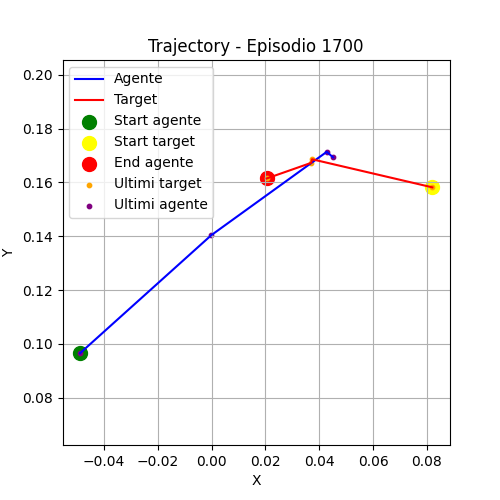 Trajectory - Episodio 1700
Agente
Target
Start agente
Start target
End agente
Ultimi target
Ultimi agente
0.20
0.18
0.16
0.14
0.12
0.10
0.08
Y
−0.04
−0.02
0.00
0.02
0.04
0.06
0.08
X